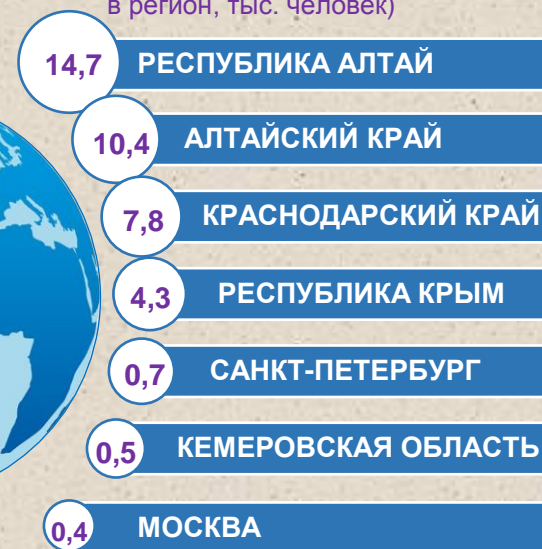 в регион, тыс. человек)
14,7 РЕСПУБЛИКА АЛТАЙ
10,4 АЛТАЙСКИЙ КРАЙ
7,8 КРАСНОДАРСКИЙ КРАЙ
4,3 РЕСПУБЛИКА КРЫМ
0,7 САНКТ-ПЕТЕРБУРГ
0,5 КЕМЕРОВСКАЯ ОБЛАСТЬ
0,4 МОСКВА